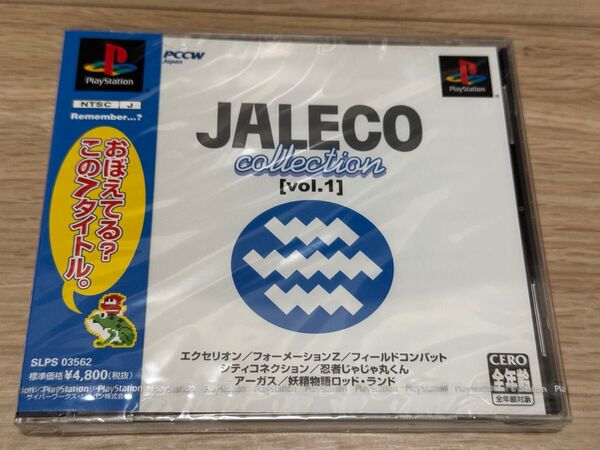 PlayStation
NTSC J
Remember...?
おぼえてる?
この7タイトル。
SLPS 03562
標準価格¥4,800(税抜)
PCCW
Japan
PlayStation
JALECO
collection
[vol.1]
エクセリオン/フォーメーションZ/フィールドコンバット
シティコネクション/忍者じゃじゃ丸くん
アーガス/妖精物語ロッド・ランド
CERO
全年齢
全年齢対象